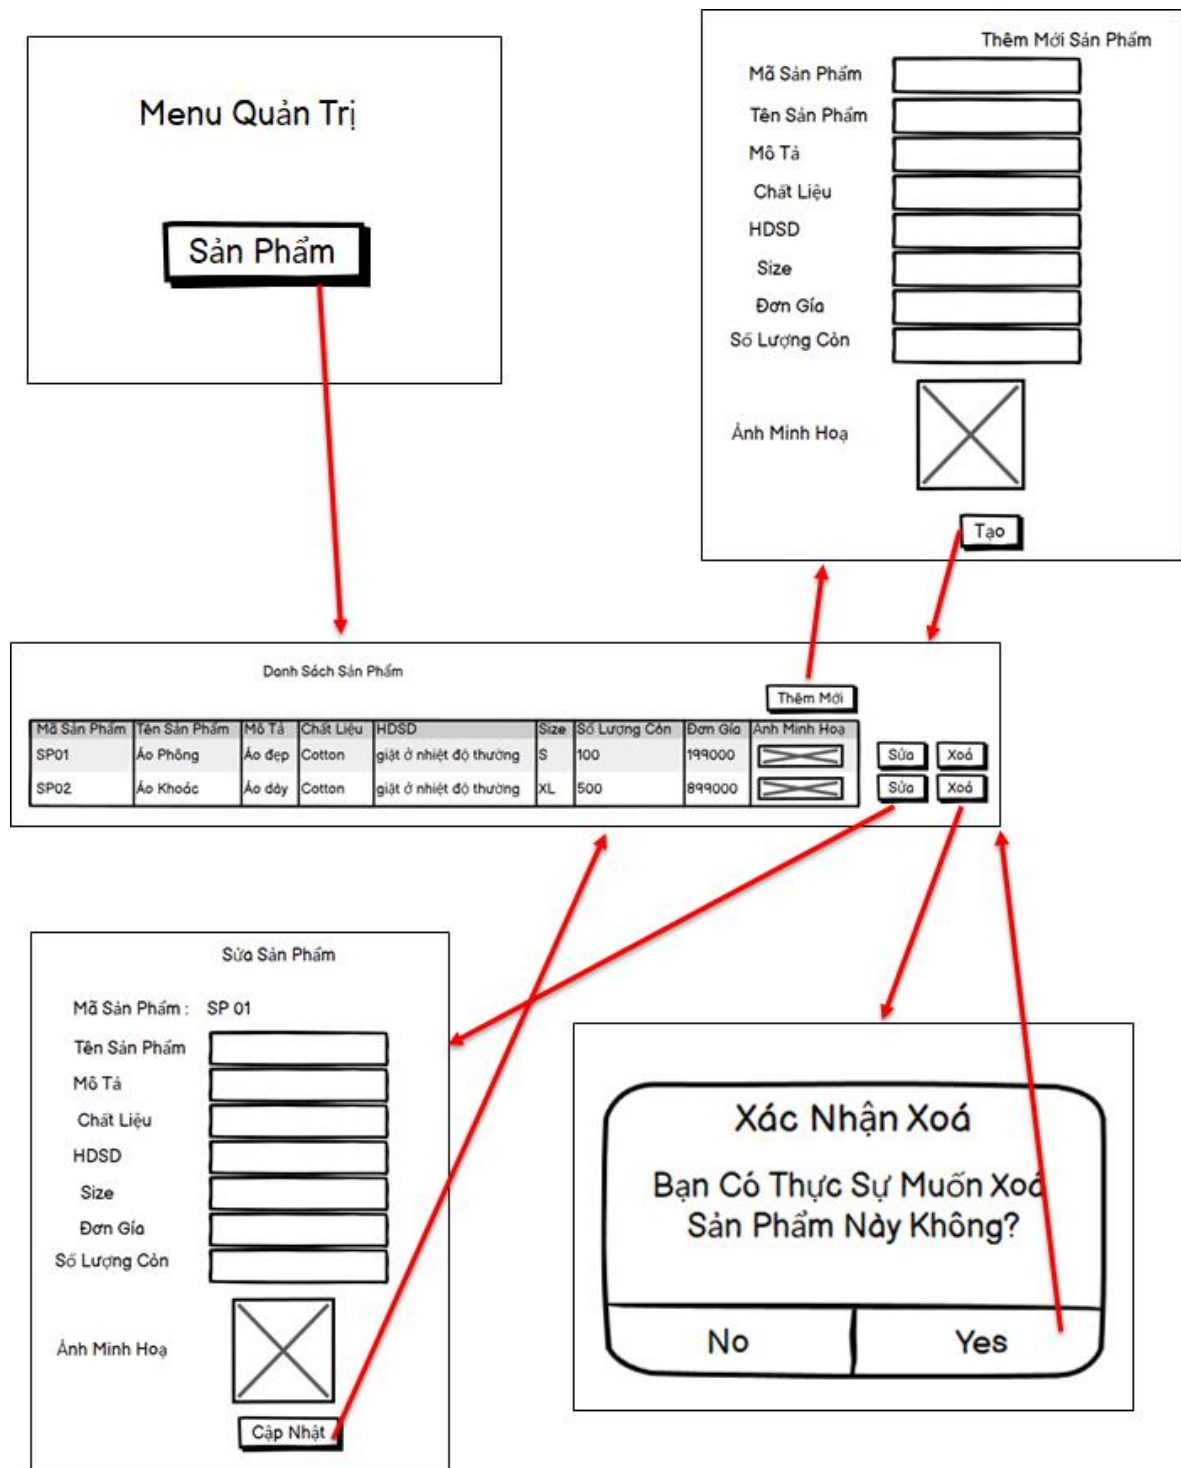 Menu Quản Trị
Sản Phẩm
Thêm Mới Sản Phẩm
Mã Sản Phẩm
Tên Sản Phẩm
Mô Tả
Chất Liệu
HDSD
Size
Đơn Gía
Số Lượng Còn
Ảnh Minh Hoạ
Tạo
Danh Sách Sản Phẩm
Thêm Mới
Mã Sản Phẩm Tên Sản Phẩm Mô Tả Chất Liệu HDSD Size Số Lượng Còn Đơn Gía Ảnh Minh Hoạ
SP01 Áo Phông Áo đẹp Cotton giặt ở nhiệt độ thường S 100 199000 Sửa Xoá
SP02 Áo Khoác Áo dày Cotton giặt ở nhiệt độ thường XL 500 899000 Sửa Xoá
Sửa Sản Phẩm
Mã Sản Phẩm : SP 01
Tên Sản Phẩm
Mô Tả
Chất Liệu
HDSD
Size
Đơn Gía
Số Lượng Còn
Ảnh Minh Hoạ
Cập Nhật
Xác Nhận Xoá
Bạn Có Thực Sự Muốn Xoá
Sản Phẩm Này Không?
No Yes